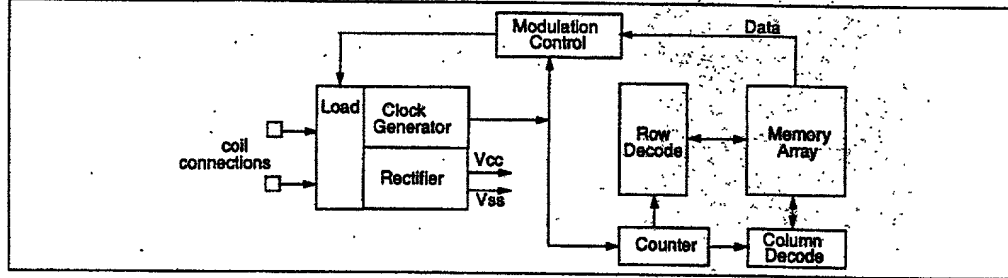 Modulation
Control
Data
Load
Clock
Generator
coil
connections
Rectifier
Vcc
Vss
Row
Decode
Memory
Array
Counter
Column
Decode